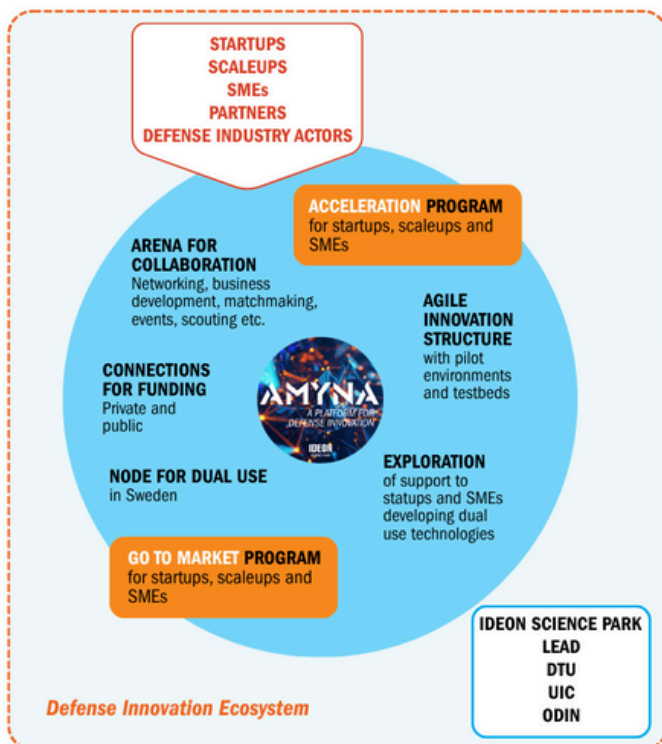 STARTUPS
SCALEUPS
SMEs
PARTNERS
DEFENSE INDUSTRY ACTORS
ACCELERATION PROGRAM
for startups, scaleups and
SMEs
ARENA FOR
COLLABORATION
Networking, business
development, matchmaking,
events, scouting etc.
AGILE
INNOVATION
STRUCTURE
with pilot
environments
and testbeds
CONNECTIONS
FOR FUNDING
Private and
public
AMYNA
A PLATFORM FOR
DEFENSE INNOVATION
IDEON
NODE FOR DUAL USE
in Sweden
EXPLORATION
of support to
statups and SMEs
developing dual
use technologies
GO TO MARKET PROGRAM
for startups, scaleups and
SMEs
IDEON SCIENCE PARK
LEAD
DTU
UIC
ODIN
Defense Innovation Ecosystem